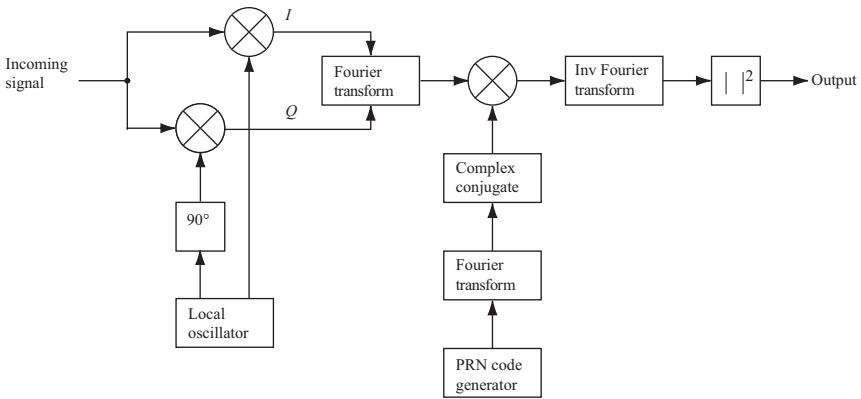 I
Incoming
signal
Fourier
transform
Inv Fourier
transform
| |²
Output
Q
Complex
conjugate
90°
Fourier
transform
Local
oscillator
PRN code
generator